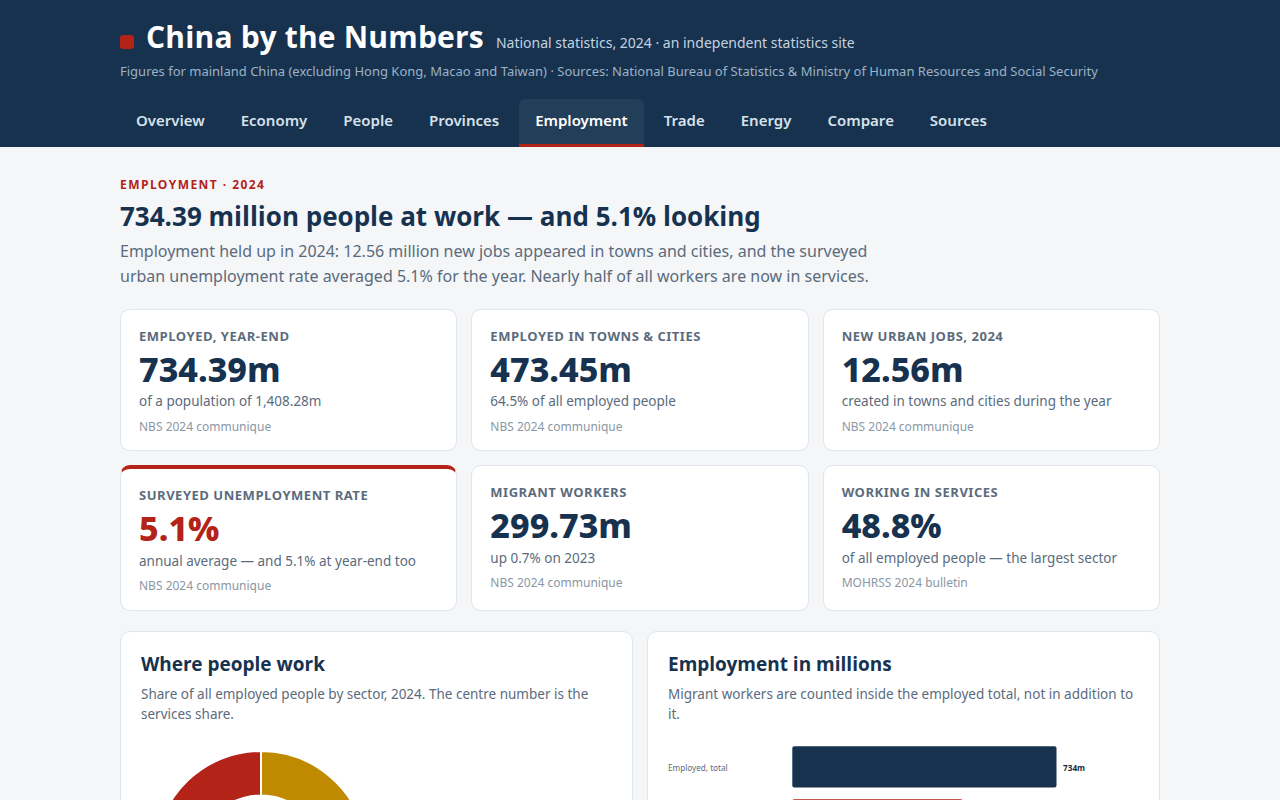 China by the Numbers National statistics, 2024 · an independent statistics site
Figures for mainland China (excluding Hong Kong, Macao and Taiwan) · Sources: National Bureau of Statistics & Ministry of Human Resources and Social Security
Overview Economy People Provinces Employment Trade Energy Compare Sources
EMPLOYMENT · 2024
734.39 million people at work — and 5.1% looking
Employment held up in 2024: 12.56 million new jobs appeared in towns and cities, and the surveyed
urban unemployment rate averaged 5.1% for the year. Nearly half of all workers are now in services.
EMPLOYED, YEAR-END
734.39m
of a population of 1,408.28m
NBS 2024 communique
EMPLOYED IN TOWNS & CITIES
473.45m
64.5% of all employed people
NBS 2024 communique
NEW URBAN JOBS, 2024
12.56m
created in towns and cities during the year
NBS 2024 communique
SURVEYED UNEMPLOYMENT RATE
5.1%
annual average — and 5.1% at year-end too
NBS 2024 communique
MIGRANT WORKERS
299.73m
up 0.7% on 2023
NBS 2024 communique
WORKING IN SERVICES
48.8%
of all employed people — the largest sector
MOHRSS 2024 bulletin
Where people work
Share of all employed people by sector, 2024. The centre number is the
services share.
Employment in millions
Migrant workers are counted inside the employed total, not in addition to
it.
Employed, total 734m